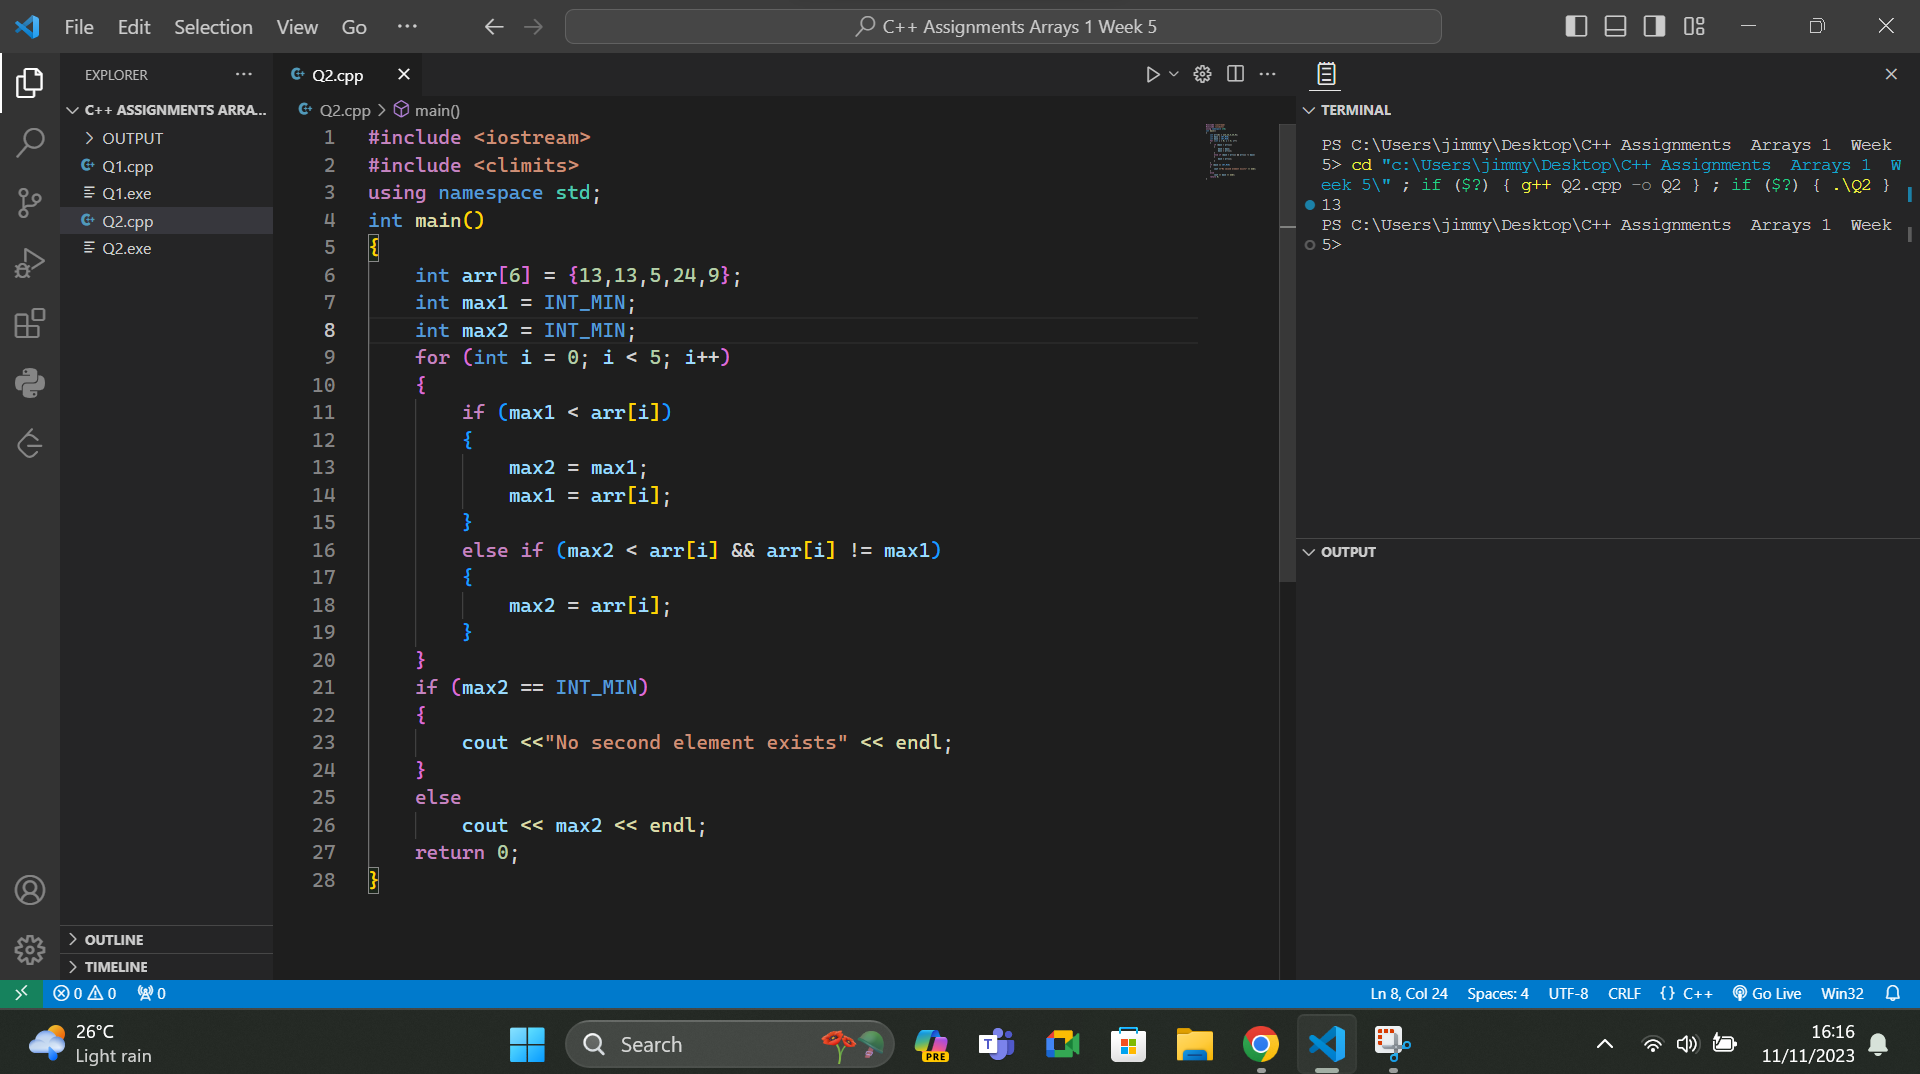 File Edit Selection View Go ···
C++ Assignments Arrays 1 Week 5
EXPLORER
C++ ASSIGNMENTS ARRA...
OUTPUT
Q1.cpp
Q1.exe
Q2.cpp
Q2.exe
OUTLINE
TIMELINE
Q2.cpp
Q2.cpp > main()
1 #include <iostream>
2 #include <climits>
3 using namespace std;
4 int main()
5 {
6 int arr[6] = {13,13,5,24,9};
7 int max1 = INT_MIN;
8 int max2 = INT_MIN;
9 for (int i = 0; i < 5; i++)
10 {
11 if (max1 < arr[i])
12 {
13 max2 = max1;
14 max1 = arr[i];
15 }
16 else if (max2 < arr[i] && arr[i] != max1)
17 {
18 max2 = arr[i];
19 }
20 }
21 if (max2 == INT_MIN)
22 {
23 cout <<"No second element exists" << endl;
24 }
25 else
26 cout << max2 << endl;
27 return 0;
28 }
TERMINAL
PS C:\Users\jimmy\Desktop\C++ Assignments  Arrays 1  Week
5> cd "c:\Users\jimmy\Desktop\C++ Assignments  Arrays 1  W
eek 5\" ; if ($?) { g++ Q2.cpp -o Q2 } ; if ($?) { .\Q2 }
13
PS C:\Users\jimmy\Desktop\C++ Assignments  Arrays 1  Week
5>
OUTPUT
0 0 0
Ln 8, Col 24 Spaces: 4 UTF-8 CRLF {} C++ Go Live Win32
26°C
Light rain
Search
PRE
T
16:16
11/11/2023